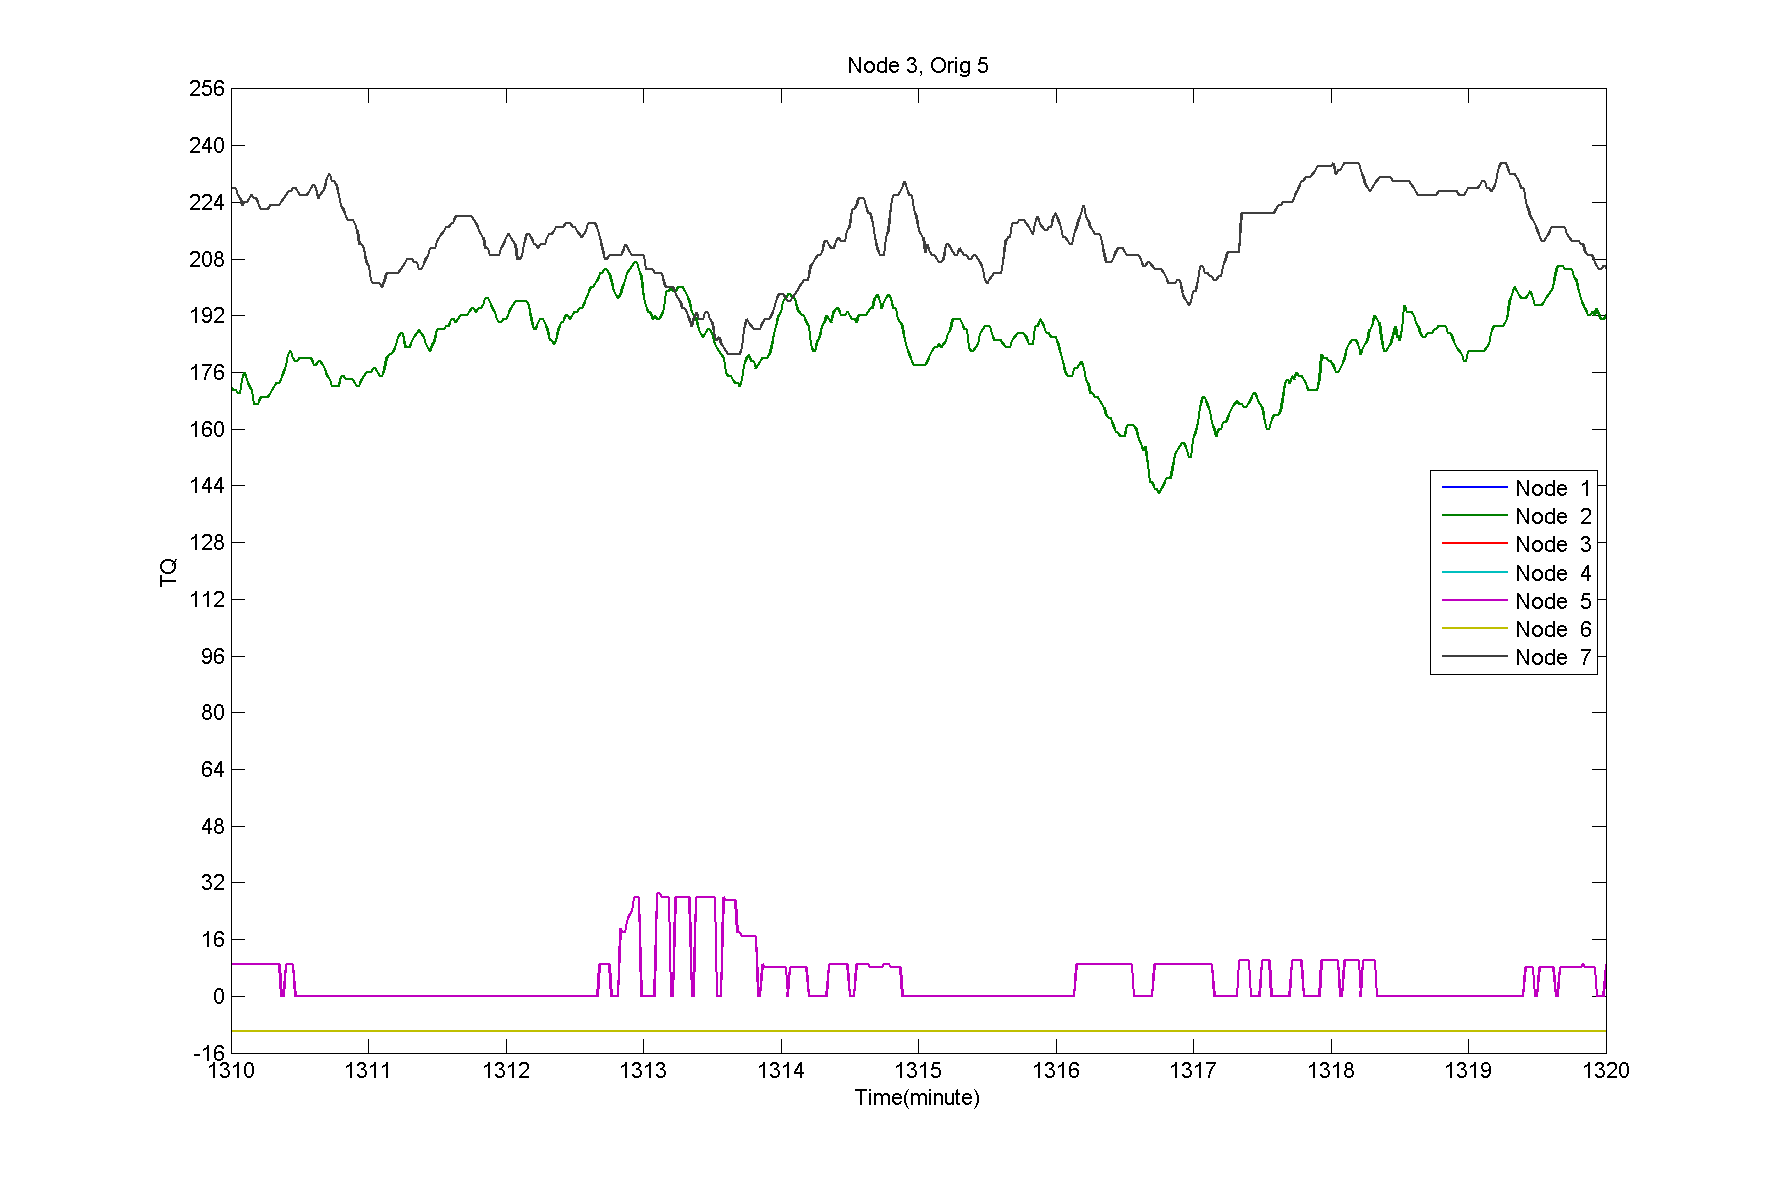 Node 3, Orig 5
256
240
224
208
192
176
160
144
128
112
96
80
64
48
32
16
0
-16
TQ
Node 1
Node 2
Node 3
Node 4
Node 5
Node 6
Node 7
1310 1311 1312 1313 1314 1315 1316 1317 1318 1319 1320
Time(minute)